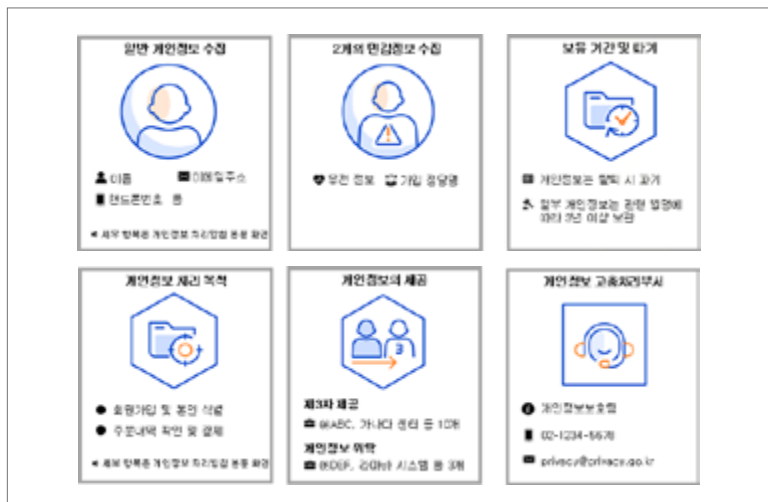 일반 개인정보 수집
이름 이메일주소
핸드폰번호 등
세부 항목은 개인정보 처리방침 본문 확인
2개의 민감정보 수집
유전 정보 가입 정당명
보유 기간 및 파기
개인정보는 탈퇴 시 파기
일부 개인정보는 관련 법령에
따라 이상 보관
개인정보 처리 목적
회원가입 및 본인 식별
주문내역 확인 및 결제
세부 항목은 개인정보 처리방침 본문 확인
개인정보의 제공
3
제3자 제공
㈜ABC, 가나다 센터 등 10개
개인정보 위탁
㈜DEF, 시스템 등 3개
개인정보 고충처리부서
개인정보보호팀
02-1234-5678
privacy@privacy.go.kr